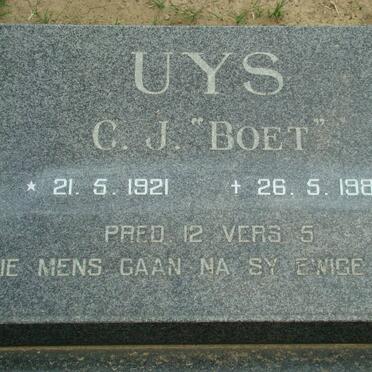 UYS
C. J. "BOET"
* 21. 5. 1921 † 26. 5. 198
PRED. 12 VERS 5
IE MENS GAAN NA SY EWIGE